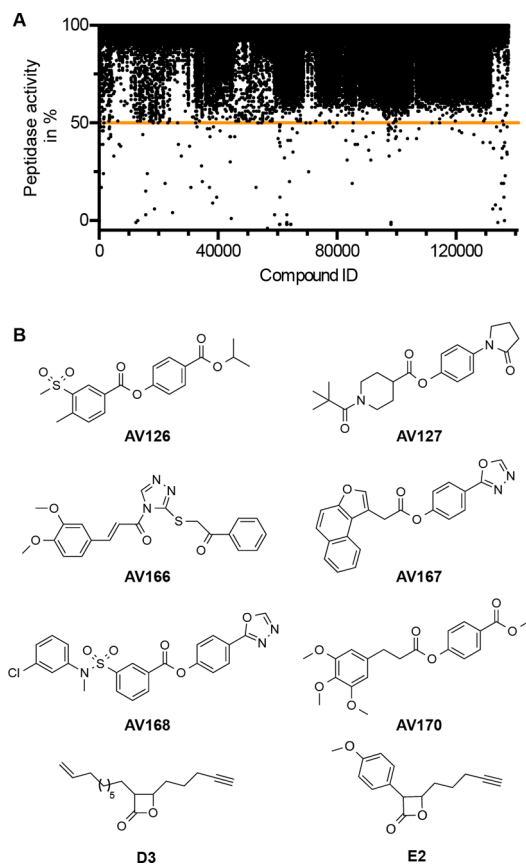 A
Peptidase activity
in %
100
50
0
0 40000 80000 120000
Compound ID
B
O
O
O
O S O
O
AV126
N
O
O
O
N
O
AV127
N N
N
S
O
O
O
O
AV166
O
O
O
O
N
N
AV167
O
N
N
O
O
O S O
N
Cl
AV168
O
O
O
O
O
O
O
AV170
5
O
O
D3
O
O
O
E2